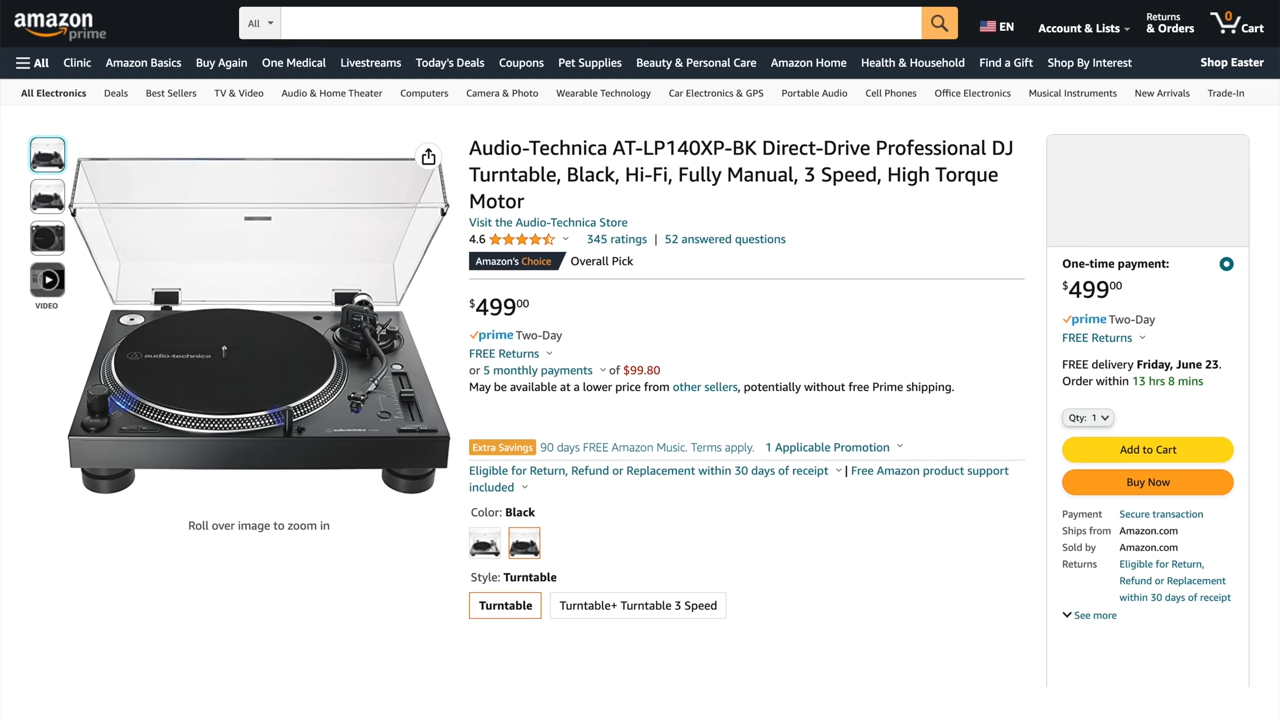 amazon
prime
All
EN
Account & Lists
Returns
& Orders
0
Cart
All
Clinic
Amazon Basics
Buy Again
One Medical
Livestreams
Today's Deals
Coupons
Pet Supplies
Beauty & Personal Care
Amazon Home
Health & Household
Find a Gift
Shop By Interest
Shop Easter
All Electronics
Deals
Best Sellers
TV & Video
Audio & Home Theater
Computers
Camera & Photo
Wearable Technology
Car Electronics & GPS
Portable Audio
Cell Phones
Office Electronics
Musical Instruments
New Arrivals
Trade-In
VIDEO
audio-technica
audio-technica
Roll over image to zoom in
Audio-Technica AT-LP140XP-BK Direct-Drive Professional DJ
Turntable, Black, Hi-Fi, Fully Manual, 3 Speed, High Torque
Motor
Visit the Audio-Technica Store
4.6
345 ratings | 52 answered questions
Amazon's Choice Overall Pick
$499 00
prime Two-Day
FREE Returns
or 5 monthly payments of $99.80
May be available at a lower price from other sellers, potentially without free Prime shipping.
Extra Savings 90 days FREE Amazon Music. Terms apply. 1 Applicable Promotion
Eligible for Return, Refund or Replacement within 30 days of receipt | Free Amazon product support
included
Color: Black
Style: Turntable
Turntable
Turntable+ Turntable 3 Speed
One-time payment:
$499 00
prime Two-Day
FREE Returns
FREE delivery Friday, June 23.
Order within 13 hrs 8 mins
Qty: 1
Add to Cart
Buy Now
Payment Secure transaction
Ships from Amazon.com
Sold by Amazon.com
Returns Eligible for Return,
Refund or Replacement
within 30 days of receipt
See more